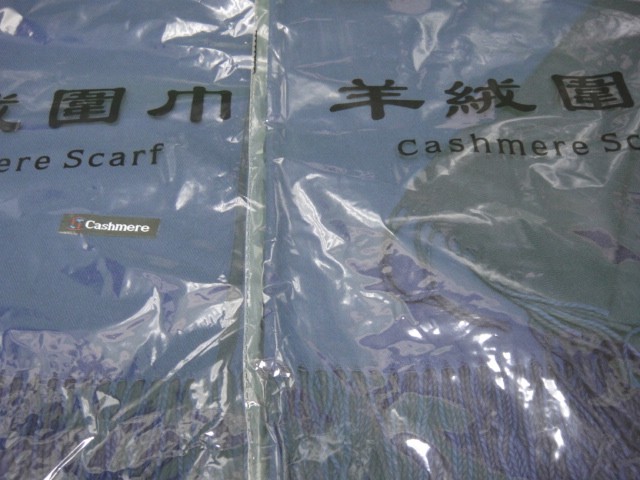 絨圍巾
ere Scarf
Cashmere
羊絨圍
Cashmere Sc